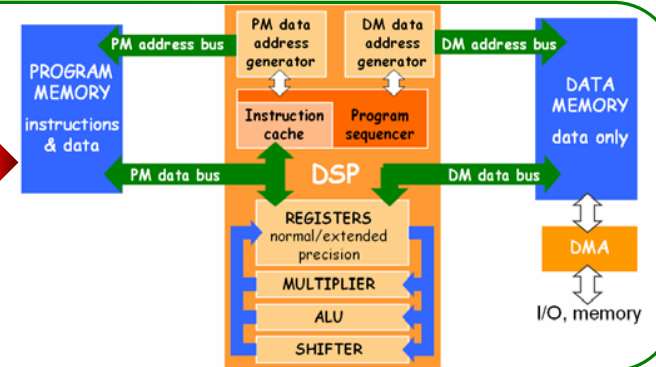 PM data
address
generator
DM data
address
generator
PM address bus
DM address bus
PROGRAM
MEMORY
instructions
& data
DATA
MEMORY
data only
Instruction
cache
Program
sequencer
DSP
PM data bus
DM data bus
REGISTERS
normal/extended
precision
MULTIPLIER
ALU
SHIFTER
DMA
I/O, memory